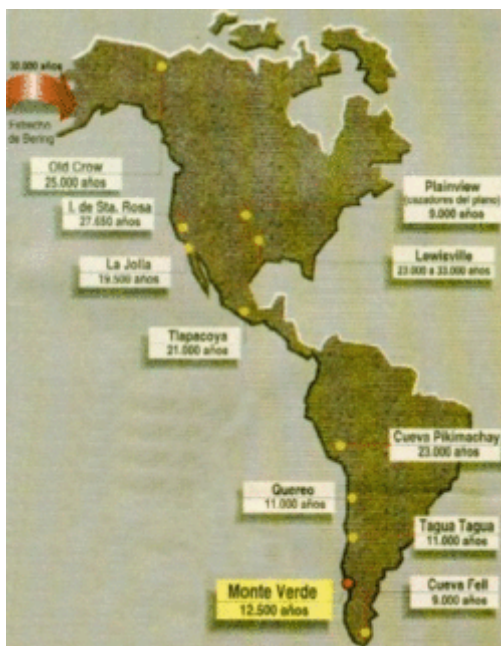 30.000 años
Estrecho
de Bering
Old Crow
25.000 años
I. de Sta. Rosa
27.650 años
La Jolla
19.500 años
Tlapacoya
21.000 años
Plainview
(cazadores del plano)
9.000 años
Lewisville
23.000 a 33.000 años
Cueva Pikimachay
23.000 años
Quereo
11.000 años
Tagua Tagua
11.000 años
Monte Verde
12.500 años
Cueva Fell
9.000 años